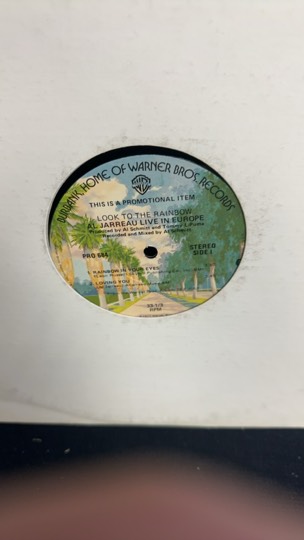 BURBANK, HOME OF WARNER BROS. RECORDS
THIS IS A PROMOTIONAL ITEM
LOOK TO THE RAINBOW
AL JARREAU LIVE IN EUROPE
Produced by Al Schmitt and Tommy
Recorded and Mixed by Al Schmitt
PRO 684
STEREO
SIDE 1
1. RAINBOW IN YOUR EYES
LOVING YOU
33 1/3
RPM